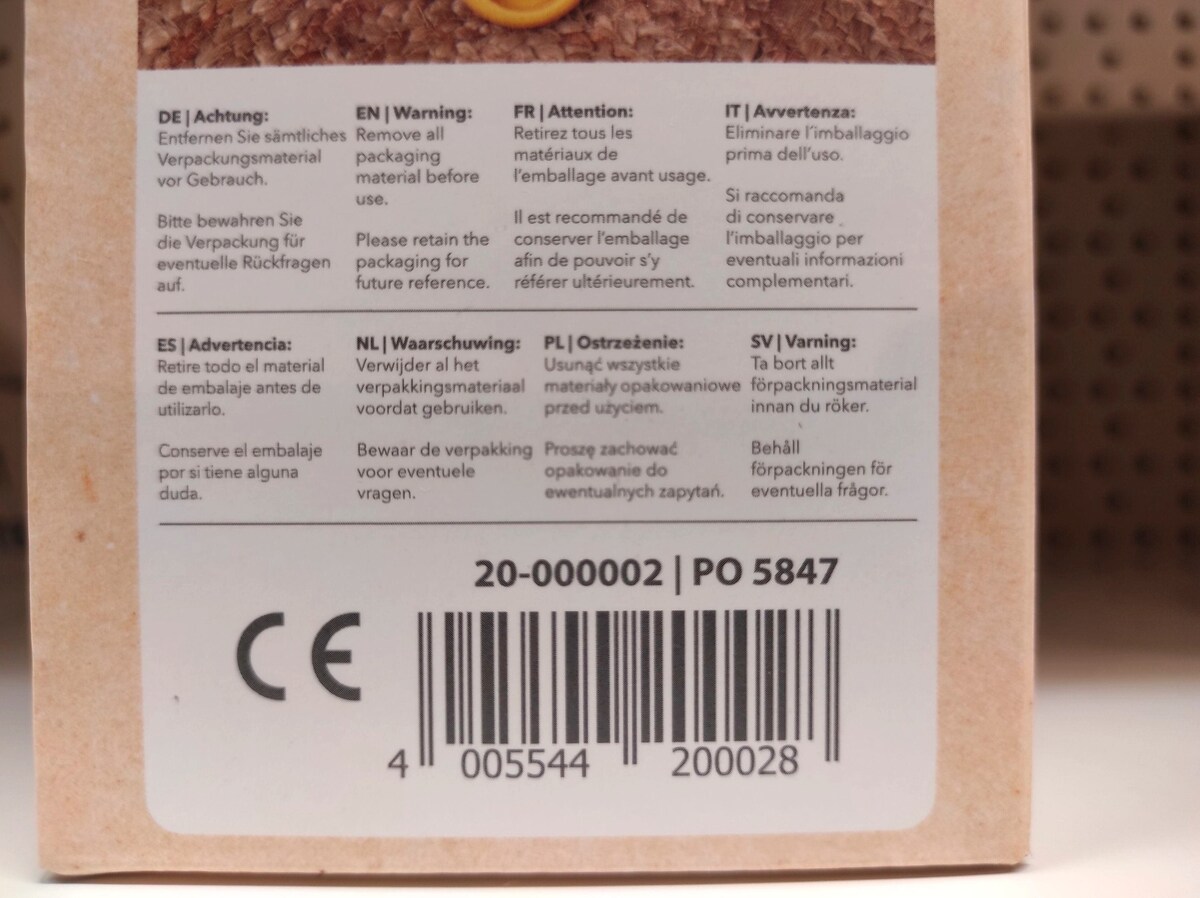 DE | Achtung:
Entfernen Sie sämtliches
Verpackungsmaterial
vor Gebrauch.
Bitte bewahren Sie
die Verpackung für
eventuelle Rückfragen
auf.
EN | Warning:
Remove all
packaging
material before
use.
Please retain the
packaging for
future reference.
FR | Attention:
Retirez tous les
matériaux de
l'emballage avant usage.
Il est recommandé de
conserver l'emballage
afin de pouvoir s'y
référer ultérieurement.
IT | Avvertenza:
Eliminare l´imballaggio
prima dell'uso.
Si raccomanda
di conservare
l'imballaggio per
eventuali informazioni
complementari.
ES | Advertencia:
Retire todo el material
de embalaje antes de
utilizarlo.
Conserve el embalaje
por si tiene alguna
duda.
NL | Waarschuwing:
Verwijder al het
verpakkingsmateriaal
voordat gebruiken.
Bewaar de verpakking
voor eventuele
vragen.
PL | Ostrzeżenie:
Usunąć wszystkie
materiały opakowaniowe
przed użyciem.
Proszę zachować
opakowanie do
ewentualnych zapytań.
SV | Varning:
Ta bort allt
förpackningsmaterial
innan du röker.
Behåll
förpackningen för
eventuella frågor.
20-000002 | PO 5847
CE
4 005544 200028